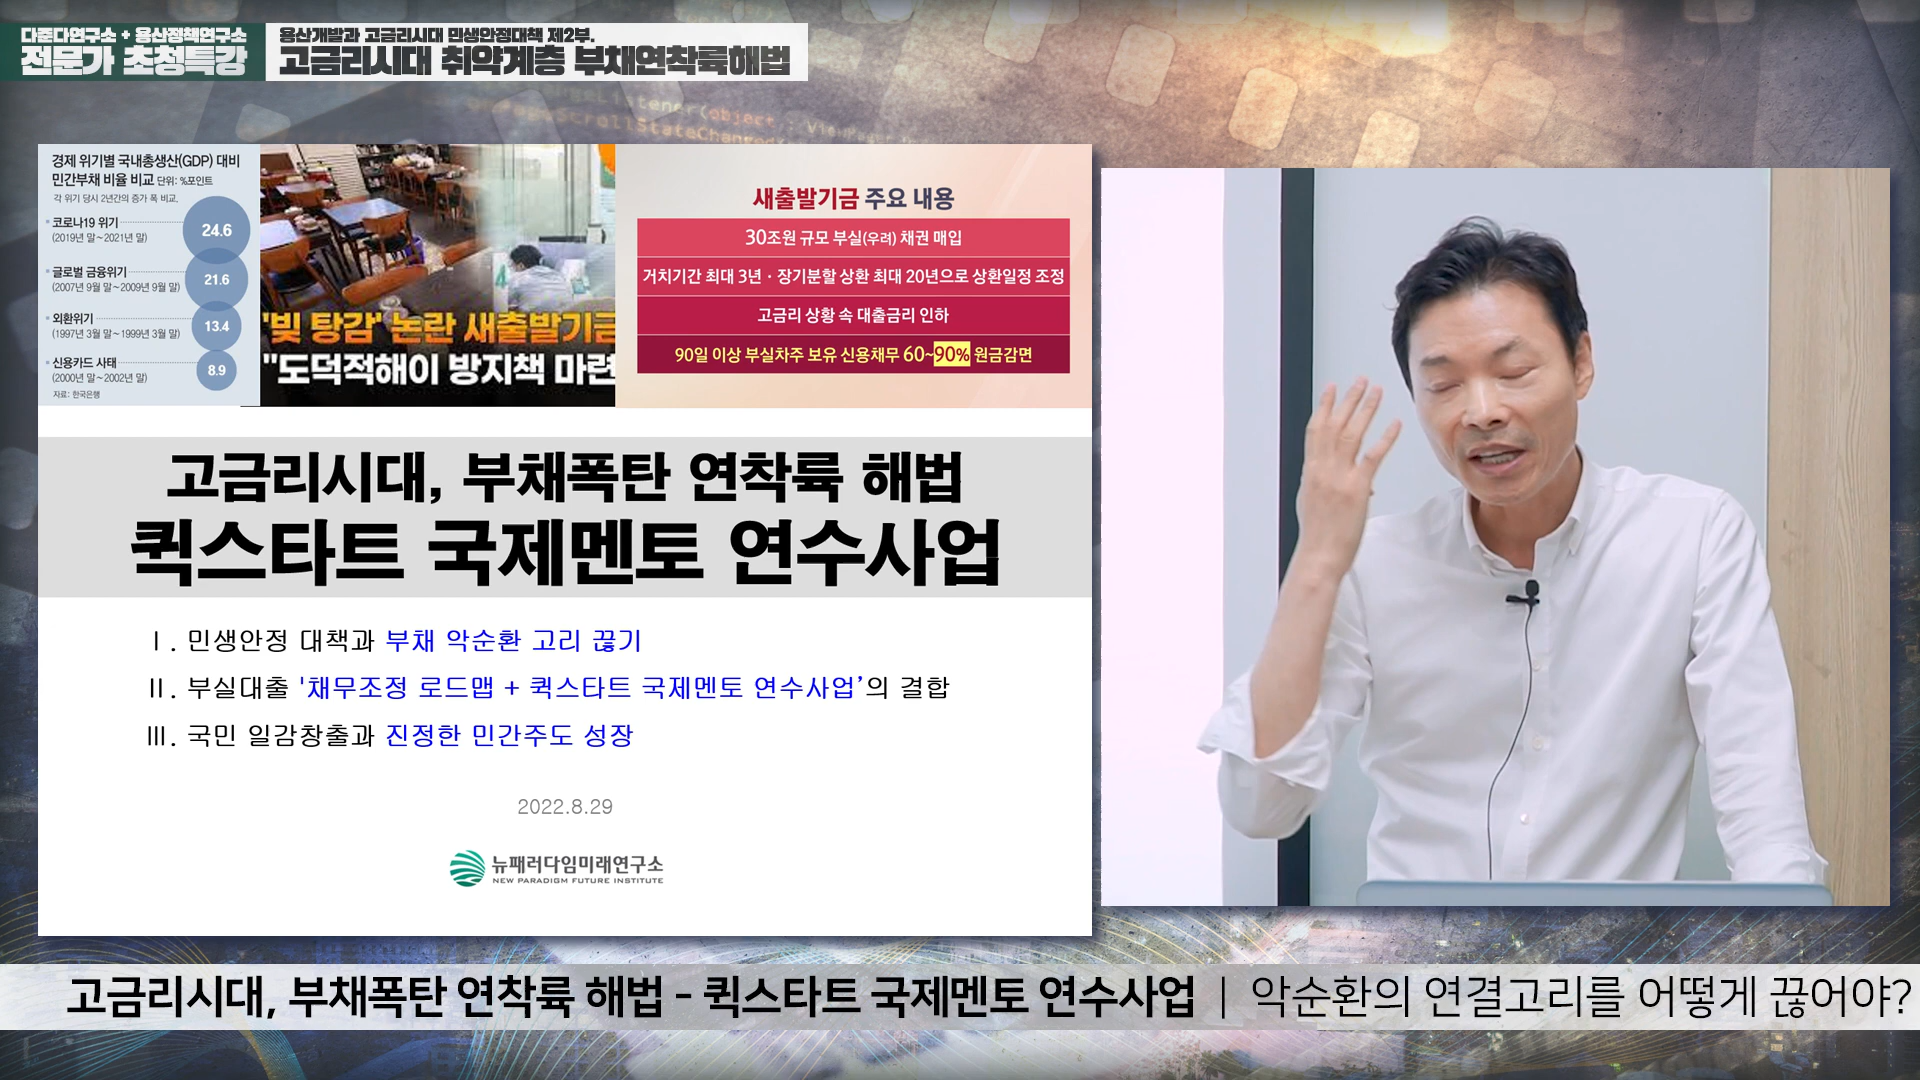 다준다연구소 + 용산정책연구소
전문가 초청특강
용산개발과 고금리시대 민생안정대책 제2부.
고금리시대 취약계층 부채연착륙해법
경제 위기별 국내총생산(GDP) 대비
민간부채 비율 비교 단위: %포인트
각 위기 당시 2년간의 증가 폭 비교.
코로나19 위기
(2019년 말~2021년 말)
24.6
글로벌 금융위기
(2007년 9월 말~2009년 9월 말)
21.6
외환위기
(1997년 3월 말~1999년 3월 말)
13.4
신용카드 사태
(2000년 말~2002년 말)
8.9
자료: 한국은행
4
'빚 탕감' 논란 새출발기금
"도덕적해이 방지책 마련
새출발기금 주요 내용
30조원 규모 부실(우려) 채권 매입
거치기간 최대 3년 · 장기분할 상환 최대 20년으로 상환일정 조정
고금리 상황 속 대출금리 인하
90일 이상 부실차주 보유 신용채무 60~90% 원금감면
고금리시대, 부채폭탄 연착륙 해법
퀵스타트 국제멘토 연수사업
Ⅰ. 민생안정 대책과 부채 악순환 고리 끊기
Ⅱ. 부실대출 '채무조정 로드맵 + 퀵스타트 국제멘토 연수사업’의 결합
Ⅲ. 국민 일감창출과 진정한 민간주도 성장
2022.8.29
뉴패러다임미래연구소
NEW PARADIGM FUTURE INSTITUTE
고금리시대, 부채폭탄 연착륙 해법 - 퀵스타트 국제멘토 연수사업 | 악순환의 연결고리를 어떻게 끊어야?